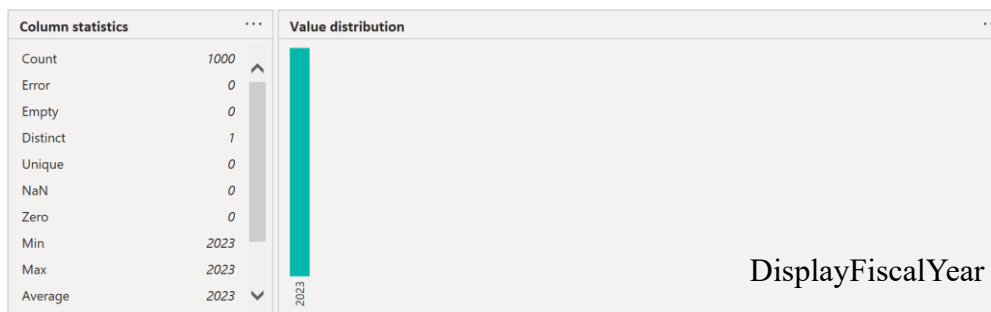 Column statistics ...
Count 1000
Error 0
Empty 0
Distinct 1
Unique 0
NaN 0
Zero 0
Min 2023
Max 2023
Average 2023
Value distribution
2023
DisplayFiscalYear